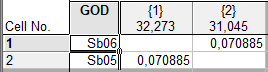 Cell No. GOD {1} {2}
32,273 31,045
1 Sb06 0,070885
2 Sb05 0,070885